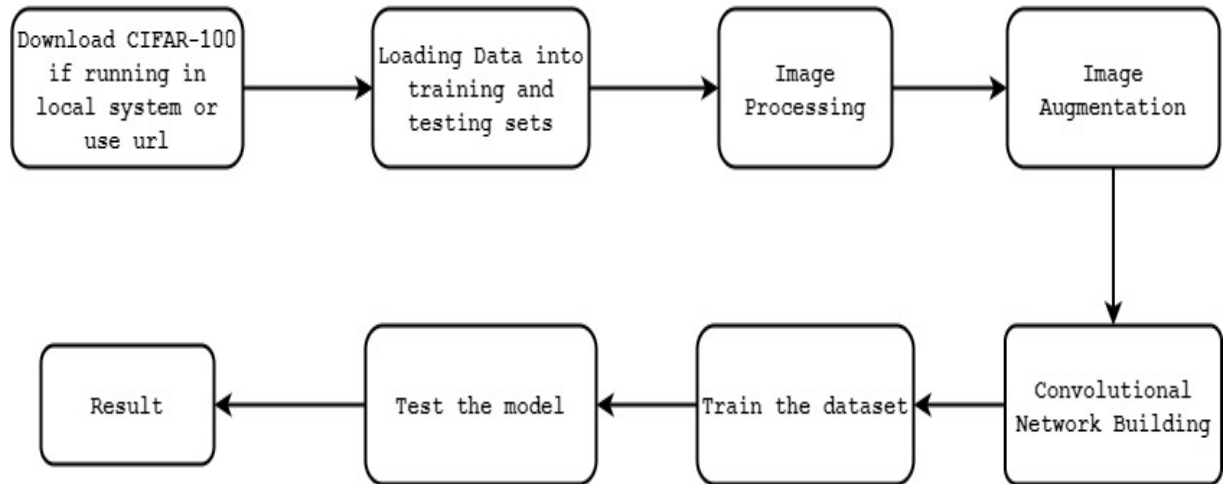 Download CIFAR-100
if running in
local system or
use url
Loading Data into
training and
testing sets
Image
Processing
Image
Augmentation
Convolutional
Network Building
Train the dataset
Test the model
Result